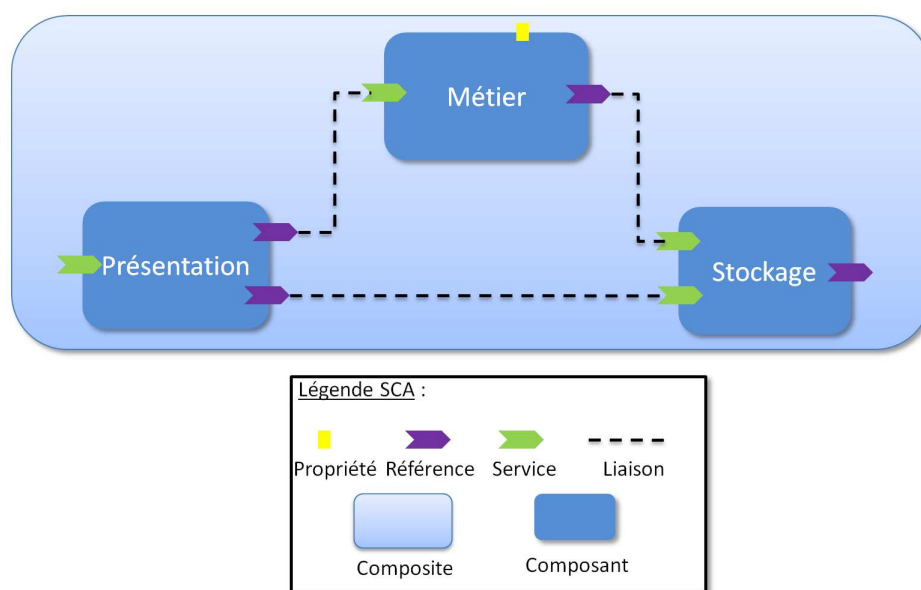 Métier
Présentation
Stockage
Légende SCA :
Propriété Référence Service Liaison
Composite Composant